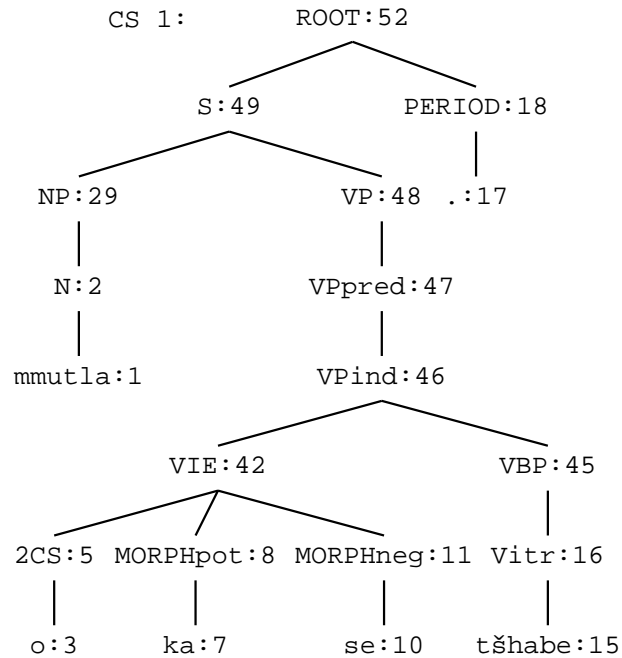 CS 1: ROOT:52
S:49 PERIOD:18
NP:29 VP:48 .:17
N:2 VPpred:47
mmutla:1 VPind:46
VIE:42 VBP:45
2CS:5 MORPHpot:8 MORPHneg:11 Vitr:16
o:3 ka:7 se:10 tšhabe:15